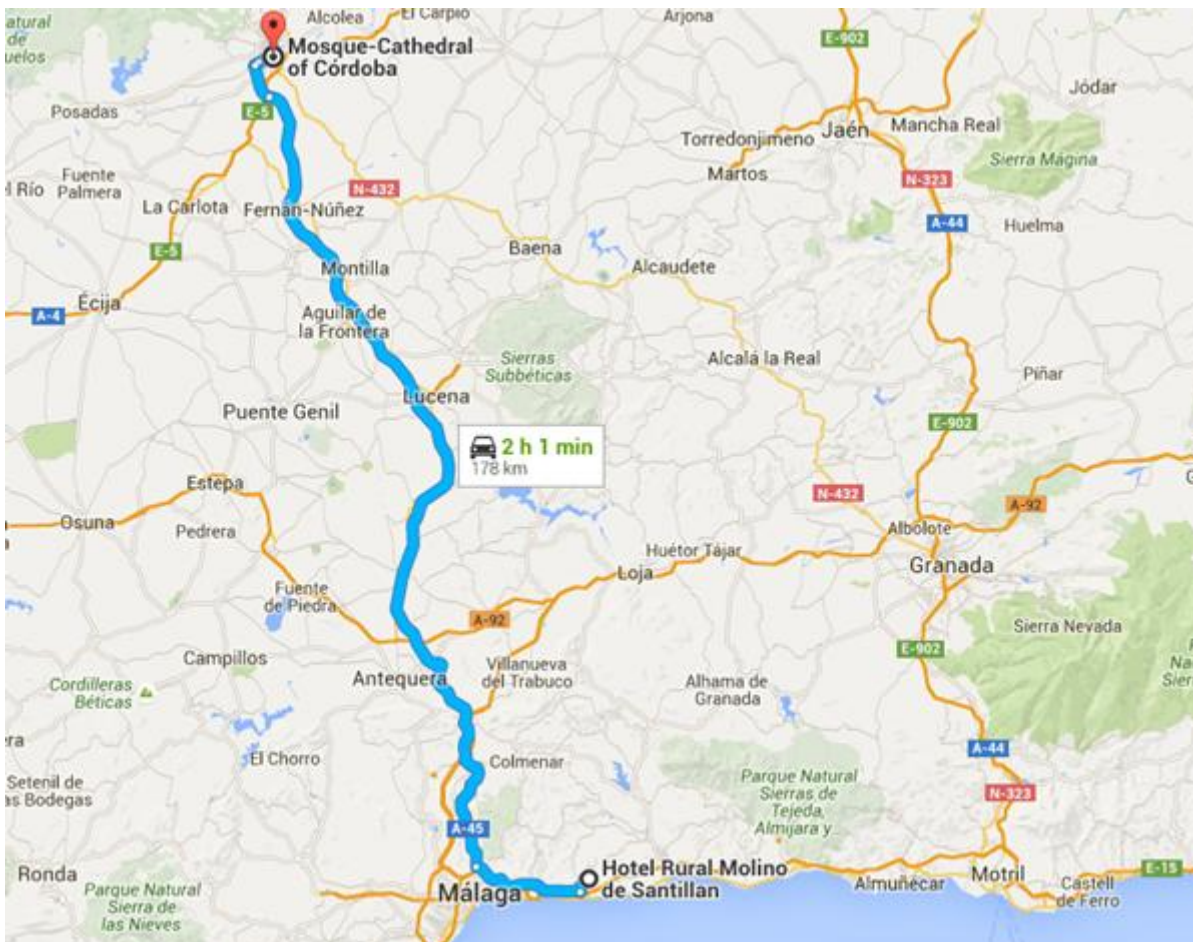 Alcolea
El Carpio
Arjona
E-902
Mosque-Cathedral
of Córdoba
Jódar
Posadas
E-5
Torredonjimeno
Jaén
Mancha Real
Martos
Sierra Mágina
Fuente
Palmera
N-432
N-323
La Carlota
Fernán-Núñez
A-44
Huelma
E-5
Baena
Montilla
Alcaudete
Écija
A-4
Aguilar de
la Frontera
Sierras
Subbéticas
Alcalá la Real
Piñar
Lucena
Puente Genil
E-902
2 h 1 min
178 km
Estepa
N-432
A-92
Osuna
Pedrera
Albolote
Huétor Tájar
Loja
Granada
Fuente
de Piedra
A-92
Sierra Nevada
E-902
Campillos
Villanueva
del Trabuco
Antequera
Alhama de
Granada
Cordilleras
Béticas
El Chorro
Colmenar
A-44
Setenil de
as Bodegas
Parque Natural
Sierras de
Tejeda,
Almijara y
N-323
A-45
Ronda
Hotel Rural Molino
de Santillan
Málaga
Almuñécar
Motril
E-15
Castell
de Ferro
Parque Natural
Sierra de
las Nieves